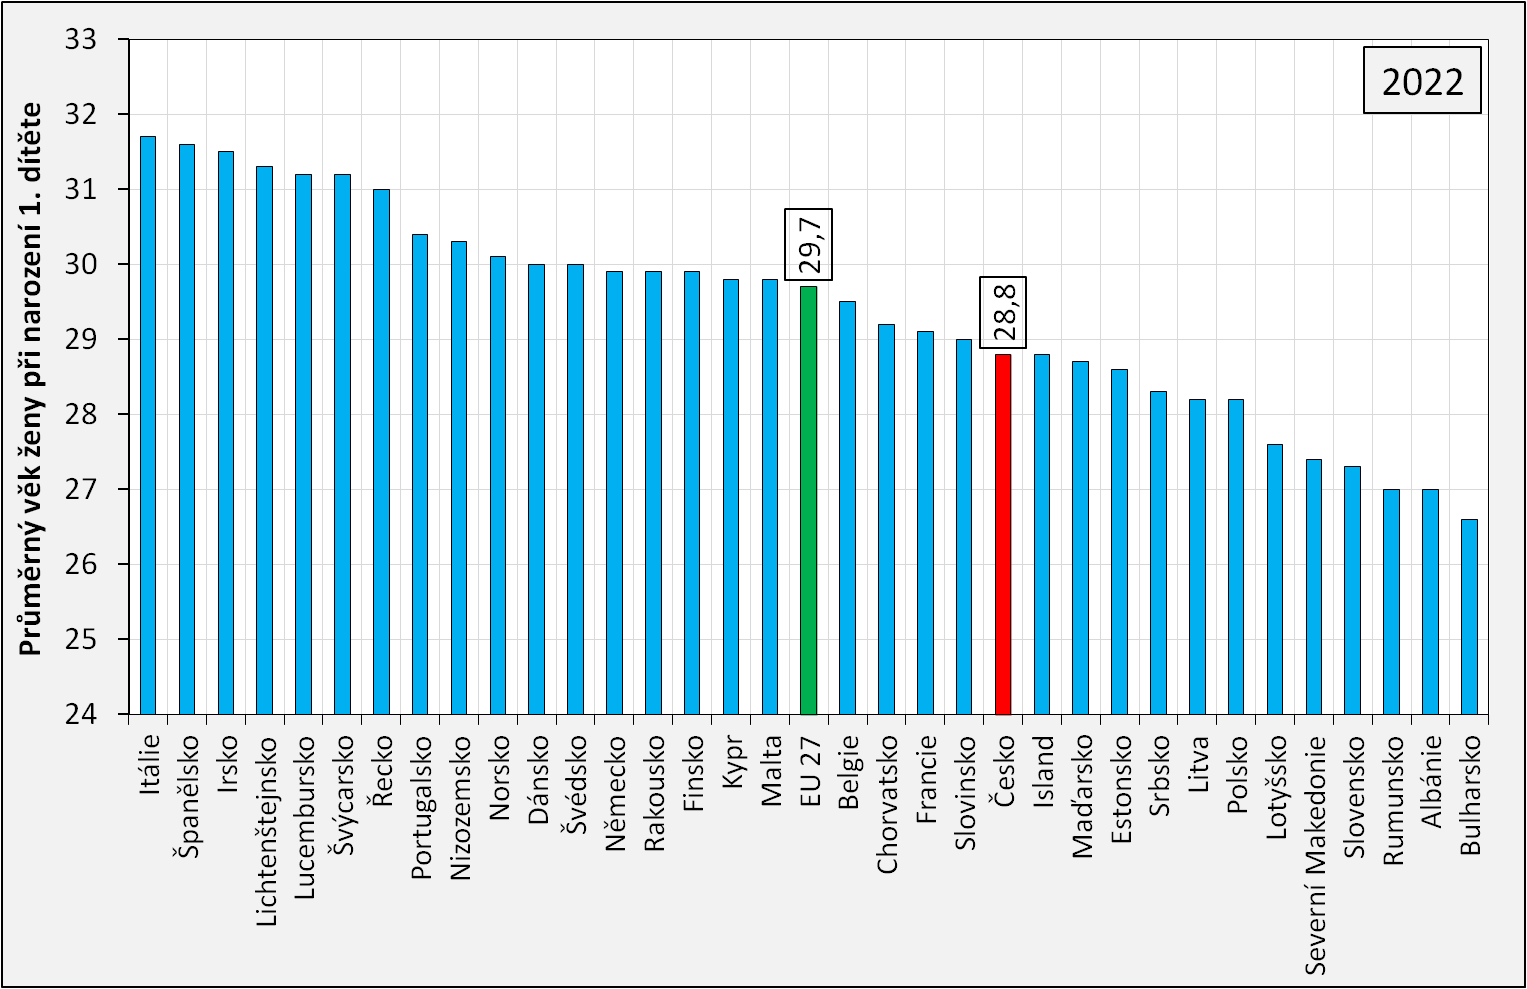 2022
Průměrný věk ženy při narození 1. dítěte
33
32
31
30
29
28
27
26
25
24
29,7
28,8
Itálie
Španělsko
Irsko
Lichtenštejnsko
Lucembursko
Švýcarsko
Řecko
Portugalsko
Nizozemsko
Norsko
Dánsko
Švédsko
Německo
Rakousko
Finsko
Kypr
Malta
EU 27
Belgie
Chorvatsko
Francie
Slovinsko
Česko
Island
Maďarsko
Estonsko
Srbsko
Litva
Polsko
Lotyšsko
Severní Makedonie
Slovensko
Rumunsko
Albánie
Bulharsko